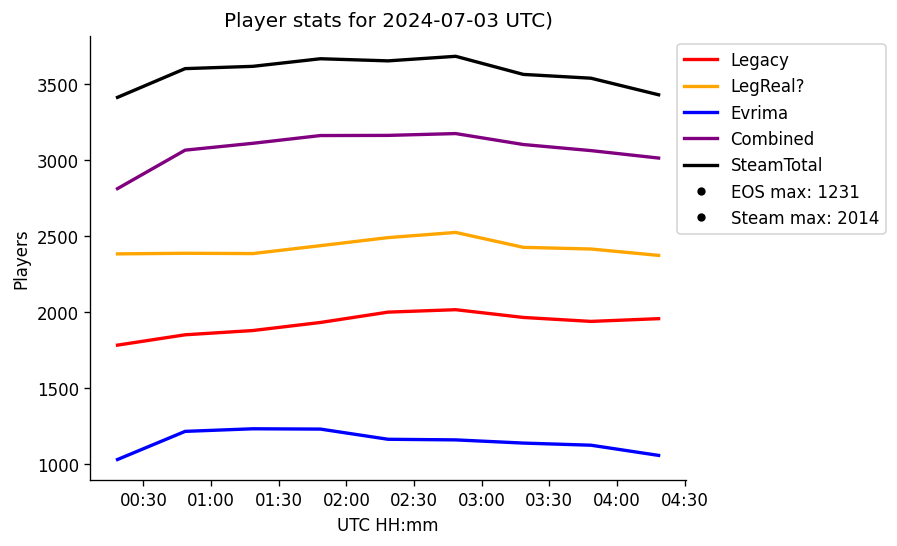 Player stats for 2024-07-03 UTC)
Players
3500
3000
2500
2000
1500
1000
00:30 01:00 01:30 02:00 02:30 03:00 03:30 04:00 04:30
UTC HH:mm
Legacy
LegReal?
Evrima
Combined
SteamTotal
EOS max: 1231
Steam max: 2014